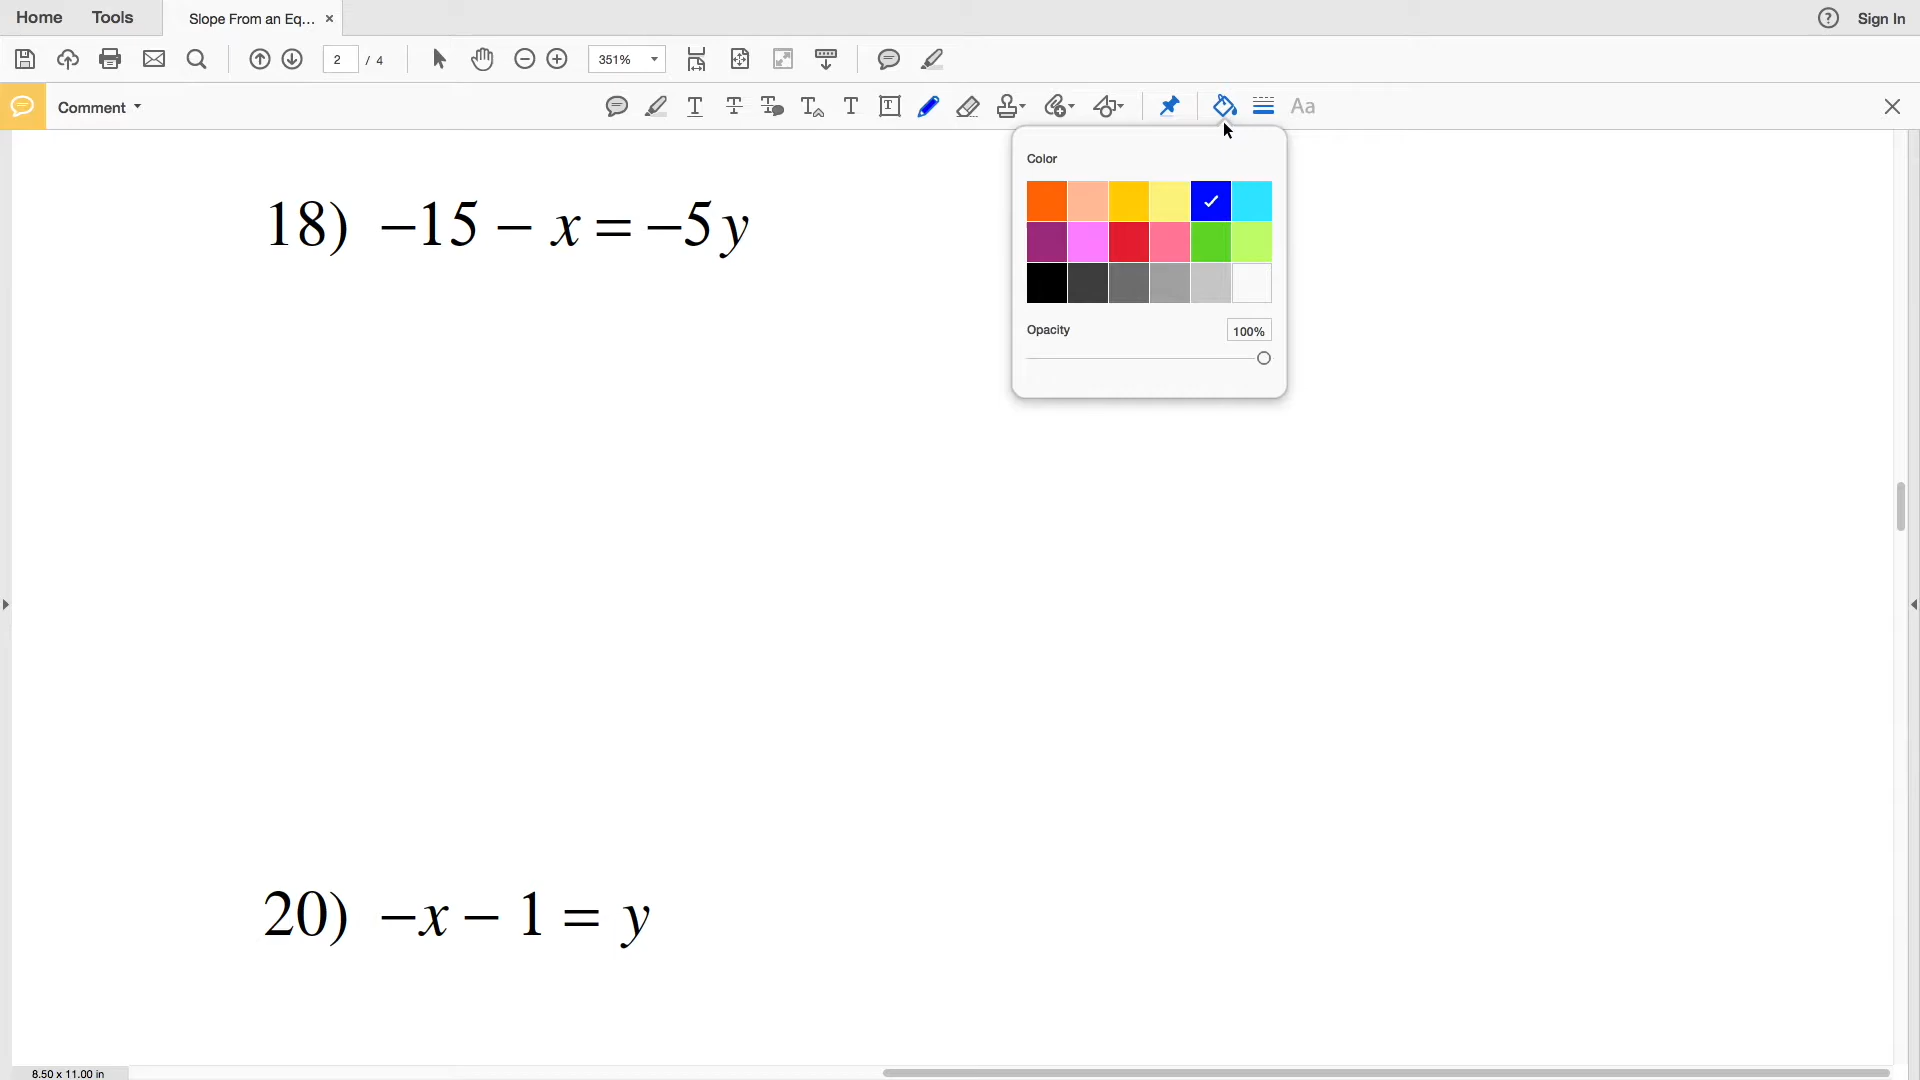 Home Tools Slope From an Eq... × ? Sign In
2 / 4 351%
Comment T T T T T T Aa
Color
18) −15 − x = −5y
Opacity 100%
20) −x − 1 = y
8.50 x 11.00 in